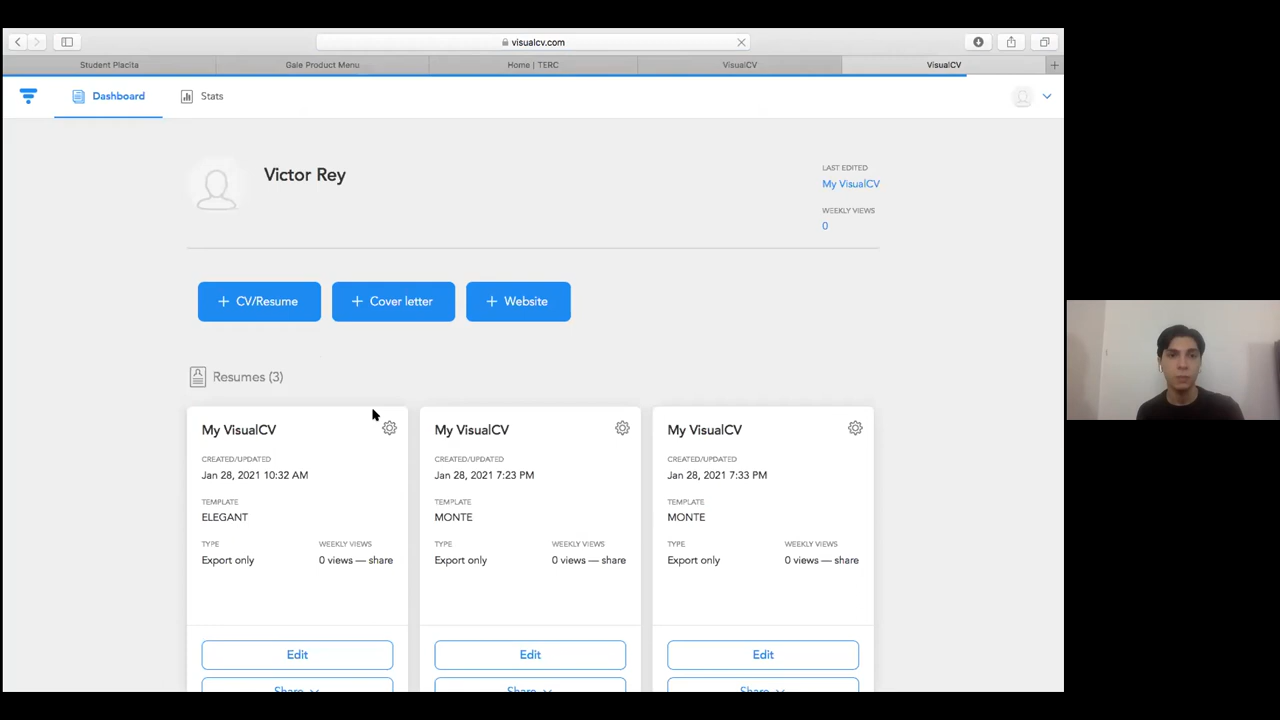 visualcv.com
Student Placita
Gale Product Menu
Home | TERC
VisualCV
VisualCV
Dashboard
Stats
Victor Rey
LAST EDITED
My VisualCV
WEEKLY VIEWS
0
+ CV/Resume
+ Cover letter
+ Website
Resumes (3)
My VisualCV
CREATED/UPDATED
Jan 28, 2021 10:32 AM
TEMPLATE
ELEGANT
TYPE
WEEKLY VIEWS
Export only
0 views — share
Edit
Share
My VisualCV
CREATED/UPDATED
Jan 28, 2021 7:23 PM
TEMPLATE
MONTE
TYPE
WEEKLY VIEWS
Export only
0 views — share
Edit
Share
My VisualCV
CREATED/UPDATED
Jan 28, 2021 7:33 PM
TEMPLATE
MONTE
TYPE
WEEKLY VIEWS
Export only
0 views — share
Edit
Share